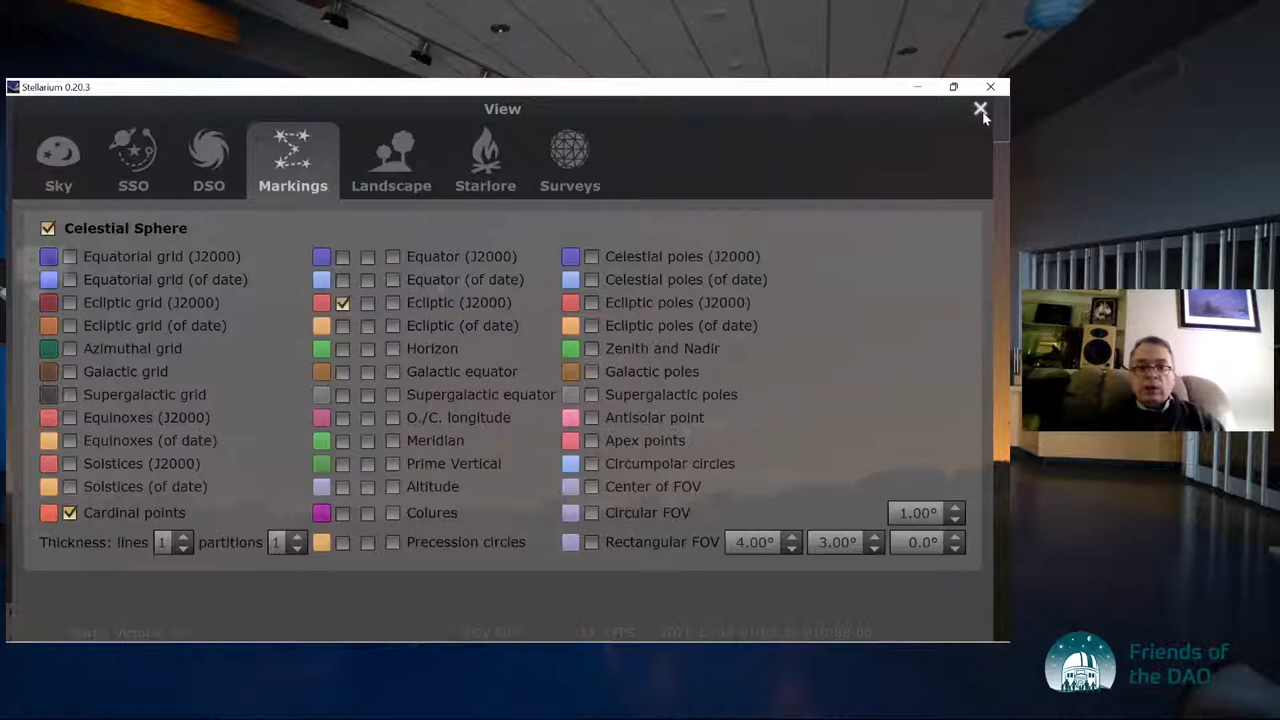 Stellarium 0.20.3
View
Sky SSO DSO Markings Landscape Starlore Surveys
Celestial Sphere
Equatorial grid (J2000) Equator (J2000) Celestial poles (J2000)
Equatorial grid (of date) Equator (of date) Celestial poles (of date)
Ecliptic grid (J2000) Ecliptic (J2000) Ecliptic poles (J2000)
Ecliptic grid (of date) Ecliptic (of date) Ecliptic poles (of date)
Azimuthal grid Horizon Zenith and Nadir
Galactic grid Galactic equator Galactic poles
Supergalactic grid Supergalactic equator Supergalactic poles
Equinoxes (J2000) O./C. longitude Antisolar point
Equinoxes (of date) Meridian Apex points
Solstices (J2000) Prime Vertical Circumpolar circles
Solstices (of date) Altitude Center of FOV
Cardinal points Colures Circular FOV 1.00°
Thickness: lines 1 partitions 1 Precession circles Rectangular FOV 4.00° 3.00° 0.0°
Friends of
the DAO